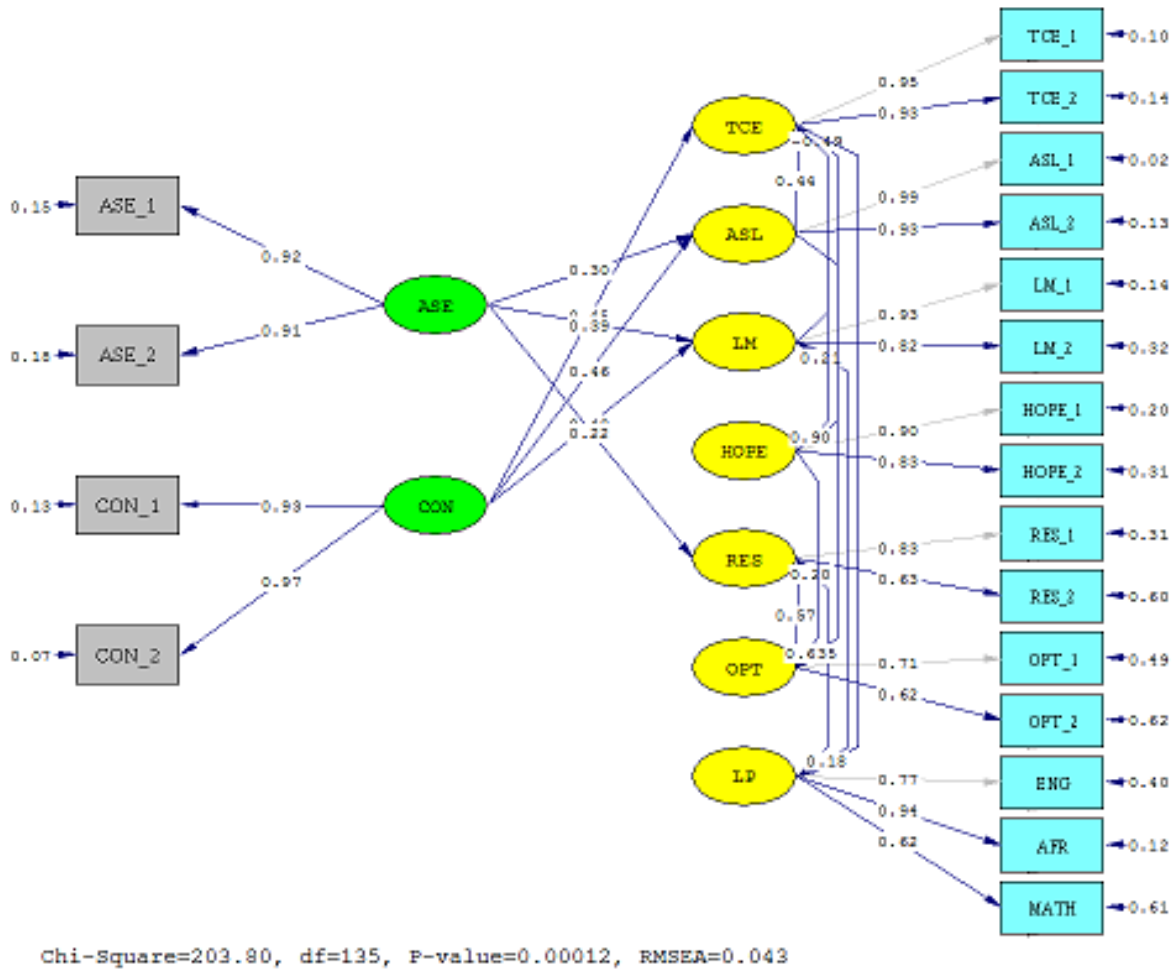 TCE_1 0.10
0.95
TCE_2 0.14
TCE 0.93
ASL_1 0.02
0.44
ASE_1 0.15
0.99
ASL_2 0.13
ASL 0.93
0.92
0.30
LM_1 0.14
ASE
0.93
0.39
0.91
LM 0.82 LM_2 0.32
ASE_2
0.21
0.46
HOPE_1 0.20
0.22
0.90 0.90
HOPE 0.83
HOPE_2 0.31
CON_1 0.13
CON
RES_1 0.31
0.83
RES
0.20
0.63
0.97
RES_2 0.60
0.57
CON_2 0.07
OPT_1 0.49
0.635
OPT 0.71
0.62
OPT_2 0.62
0.18
LP 0.77
ENG
0.94
0.62
AFR 0.12
MATH 0.61
Chi-Square=203.80, df=135, P-value=0.00012, RMSEA=0.043